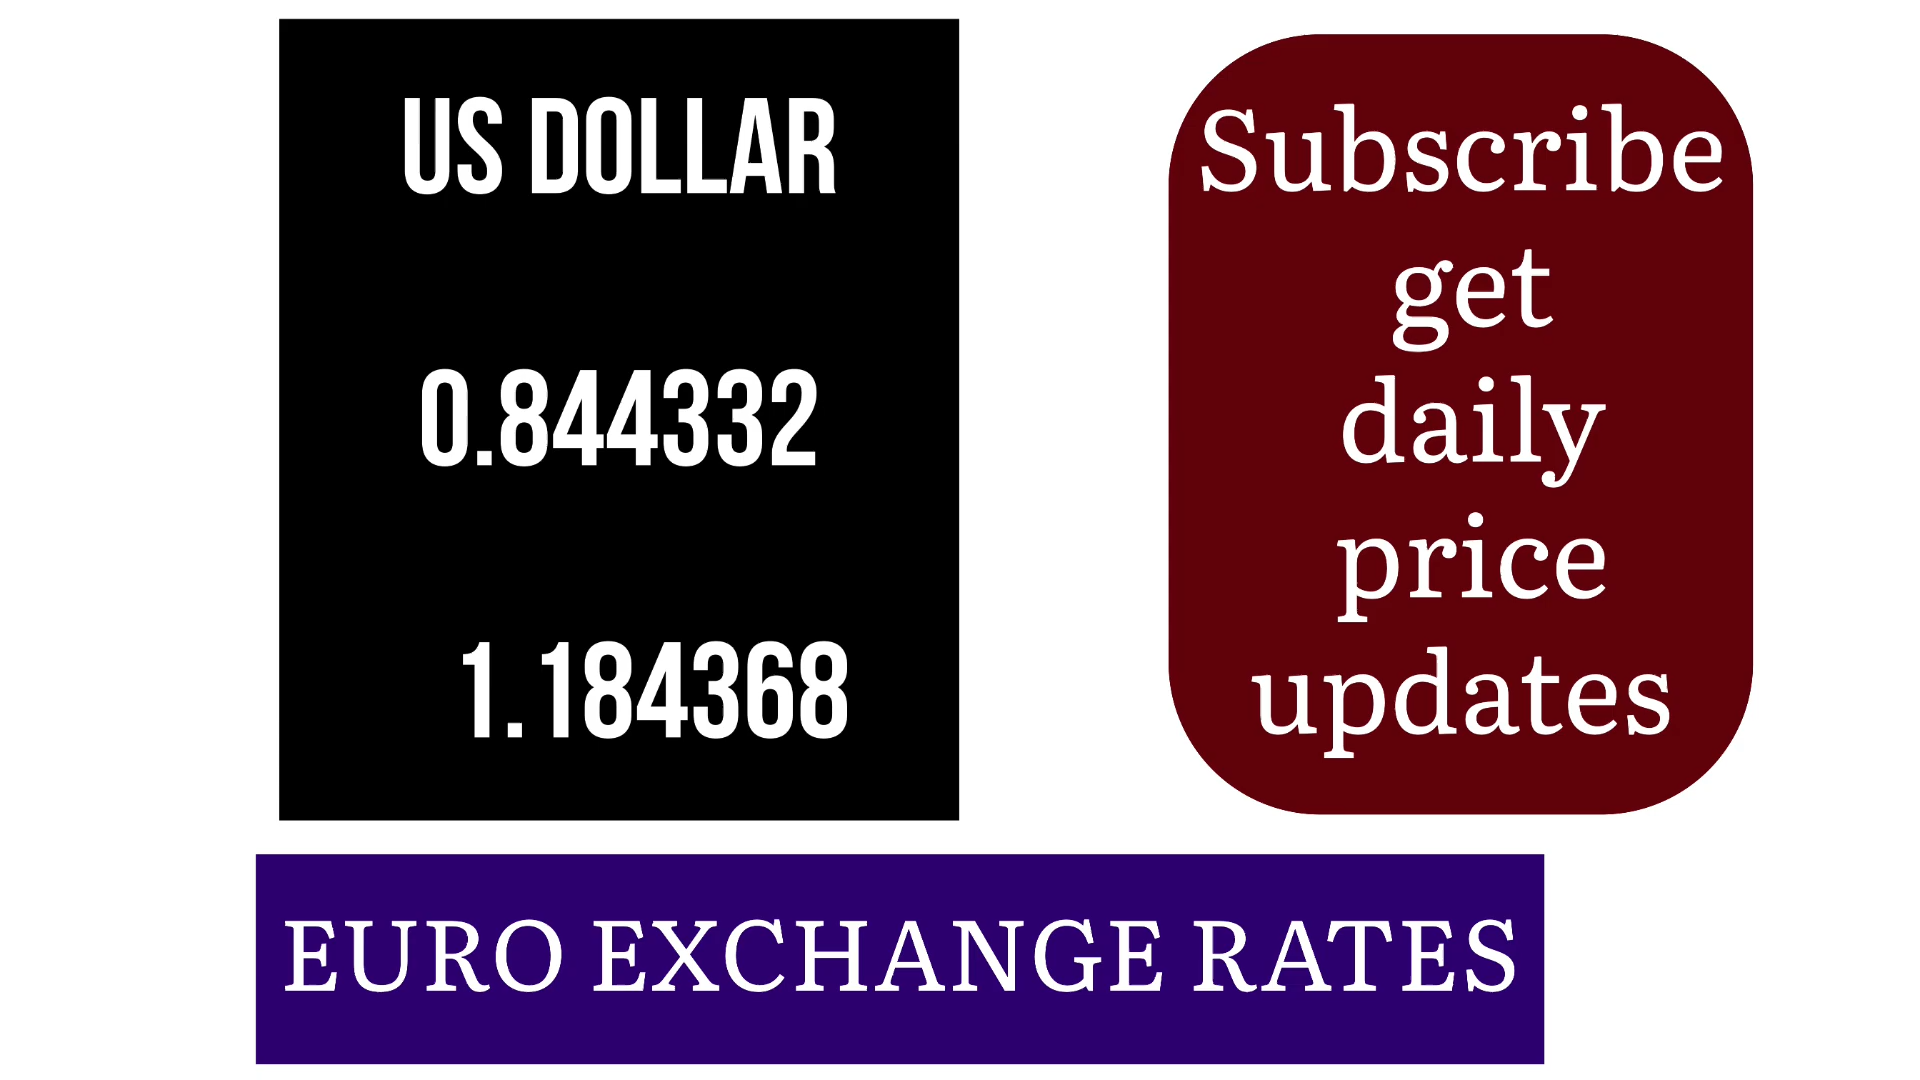 US DOLLAR
0.844332
1.184368
Subscribe
get
daily
price
updates
EURO EXCHANGE RATES